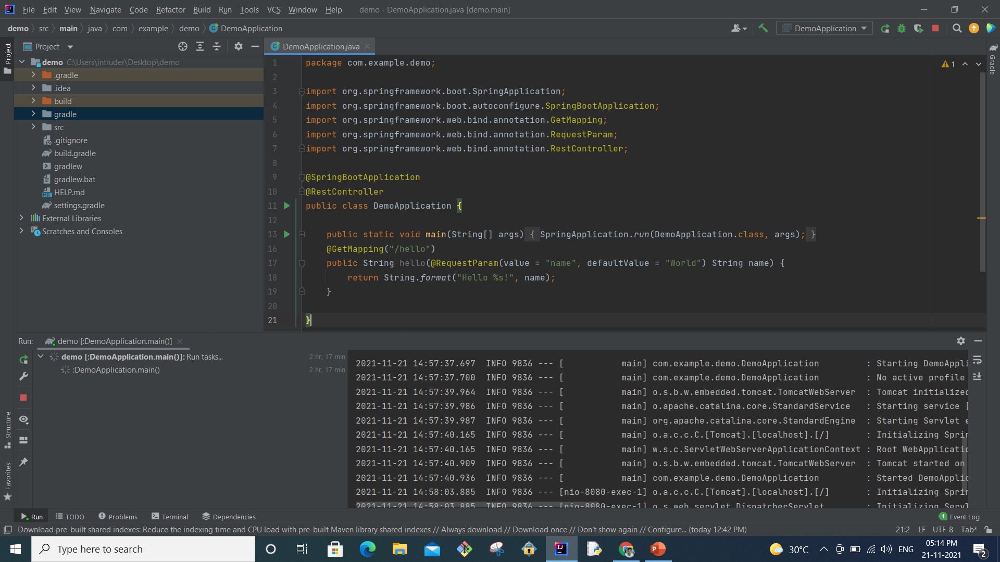 File Edit View Navigate Code Refactor Build Run Tools VCS Window Help demo - DemoApplication.java [demo.main]
demo src main java com example demo DemoApplication
DemoApplication
Project
DemoApplication.java
Project
Gradle
demo C:\Users\intruder\Desktop\demo
.gradle
.idea
build
gradle
src
.gitignore
build.gradle
gradlew
gradlew.bat
HELP.md
settings.gradle
External Libraries
Scratches and Consoles
1 package com.example.demo;
2
3 import org.springframework.boot.SpringApplication;
4 import org.springframework.boot.autoconfigure.SpringBootApplication;
5 import org.springframework.web.bind.annotation.GetMapping;
6 import org.springframework.web.bind.annotation.RequestParam;
7 import org.springframework.web.bind.annotation.RestController;
8
9 @SpringBootApplication
10 @RestController
11 public class DemoApplication {
12
13 public static void main(String[] args) { SpringApplication.run(DemoApplication.class, args); }
16 @GetMapping("/hello")
17 public String hello(@RequestParam(value = "name", defaultValue = "World") String name) {
18 return String.format("Hello %s!", name);
19 }
20
21 }
1
Run: demo [:DemoApplication.main()]
demo [:DemoApplication.main()]: Run tasks... 2 hr, 17 min
:DemoApplication.main() 2 hr, 17 min
2021-11-21 14:57:37.697 INFO 9836 --- [ main] com.example.demo.DemoApplication : Starting DemoAppli
2021-11-21 14:57:37.700 INFO 9836 --- [ main] com.example.demo.DemoApplication : No active profile
2021-11-21 14:57:39.964 INFO 9836 --- [ main] o.s.b.w.embedded.tomcat.TomcatWebServer : Tomcat initialized
2021-11-21 14:57:39.986 INFO 9836 --- [ main] o.apache.catalina.core.StandardService : Starting service [
2021-11-21 14:57:39.987 INFO 9836 --- [ main] org.apache.catalina.core.StandardEngine : Starting Servlet e
2021-11-21 14:57:40.165 INFO 9836 --- [ main] o.a.c.c.C.[Tomcat].[localhost].[/] : Initializing Sprin
2021-11-21 14:57:40.165 INFO 9836 --- [ main] w.s.c.ServletWebServerApplicationContext : Root WebApplicatio
2021-11-21 14:57:40.909 INFO 9836 --- [ main] o.s.b.w.embedded.tomcat.TomcatWebServer : Tomcat started on
2021-11-21 14:57:40.936 INFO 9836 --- [ main] com.example.demo.DemoApplication : Started DemoApplic
2021-11-21 14:58:03.885 INFO 9836 --- [nio-8080-exec-1] o.a.c.c.C.[Tomcat].[localhost].[/] : Initializing Sprin
2021-11-21 14:58:03.885 INFO 9836 --- [nio-8080-exec-1] o.s.web.servlet.DispatcherServlet : Initializing Servl
Structure
Favorites
Run TODO Problems Terminal Dependencies 1 Event Log
Download pre-built shared indexes: Reduce the indexing time and CPU load with pre-built Maven library shared indexes // Always download // Download once // Don't show again // Configure... (today 12:42 PM) 21:2 LF UTF-8 Tab*
Type here to search
30°C ENG
05:14 PM
21-11-2021
2